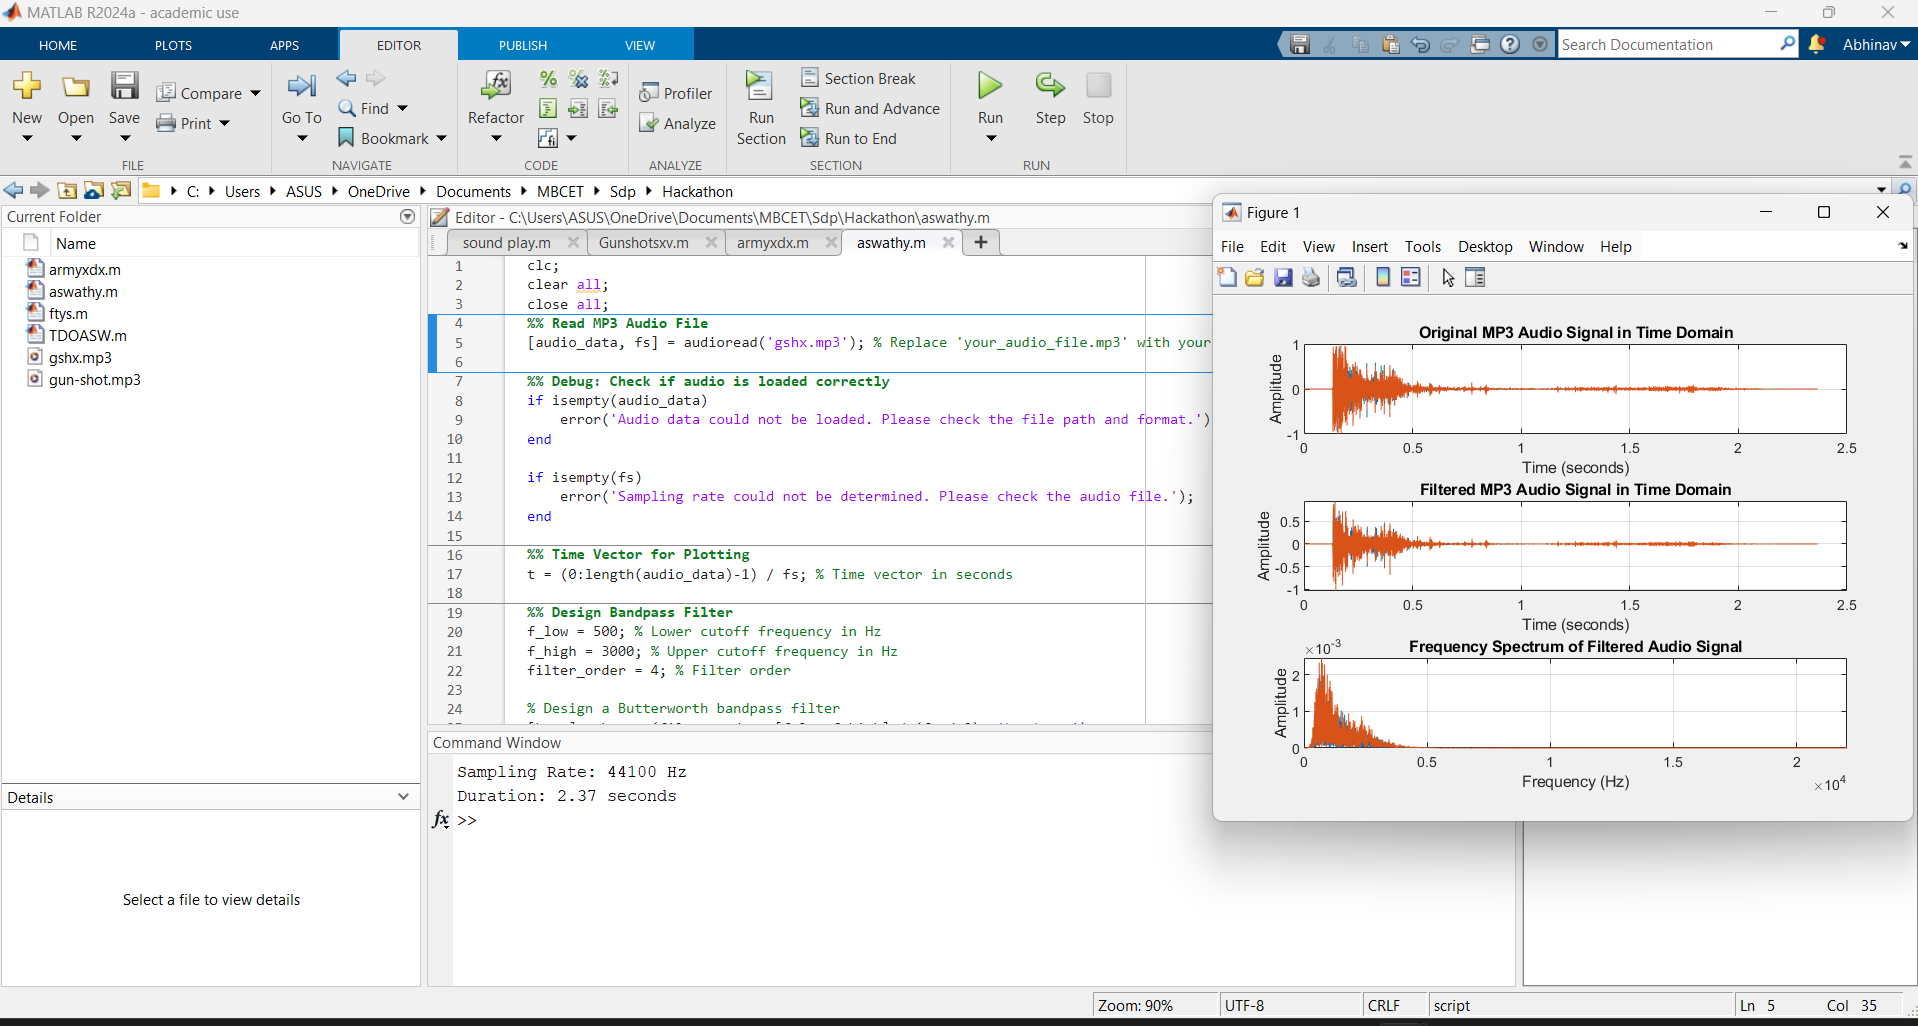 MATLAB R2024a - academic use
HOME PLOTS APPS EDITOR PUBLISH VIEW
Search Documentation
Abhinav
New Open Save Compare Print
FILE
Go To Find Bookmark
NAVIGATE
Refactor
CODE
Profiler Analyze
ANALYZE
Run Section Section Break Run and Advance Run to End
SECTION
Run Step Stop
RUN
C: Users ASUS OneDrive Documents MBCET Sdp Hackathon
Current Folder
Name
armyxdx.m
aswathy.m
ftys.m
TDOASW.m
gshx.mp3
gun-shot.mp3
Details
Select a file to view details
Editor - C:\Users\ASUS\OneDrive\Documents\MBCET\Sdp\Hackathon\aswathy.m
sound play.m Gunshotsxv.m armyxdx.m aswathy.m +
1 clc;
2 clear all;
3 close all;
4 %% Read MP3 Audio File
5 [audio_data, fs] = audioread('gshx.mp3'); % Replace 'your_audio_file.mp3' with your
6
7 %% Debug: Check if audio is loaded correctly
8 if isempty(audio_data)
9 error('Audio data could not be loaded. Please check the file path and format.')
10 end
11
12 if isempty(fs)
13 error('Sampling rate could not be determined. Please check the audio file.');
14 end
15
16 %% Time Vector for Plotting
17 t = (0:length(audio_data)-1) / fs; % Time vector in seconds
18
19 %% Design Bandpass Filter
20 f_low = 500; % Lower cutoff frequency in Hz
21 f_high = 3000; % Upper cutoff frequency in Hz
22 filter_order = 4; % Filter order
23
24 % Design a Butterworth bandpass filter
Command Window
Sampling Rate: 44100 Hz
Duration: 2.37 seconds
fx >>
Figure 1
File Edit View Insert Tools Desktop Window Help
Original MP3 Audio Signal in Time Domain
Amplitude
1
0
-1
0 0.5 1 1.5 2 2.5
Time (seconds)
Filtered MP3 Audio Signal in Time Domain
Amplitude
0.5
0
-0.5
-1
0 0.5 1 1.5 2 2.5
Time (seconds)
×10⁻³
Frequency Spectrum of Filtered Audio Signal
Amplitude
2
1
0
0 0.5 1 1.5 2
Frequency (Hz)
×10⁴
Zoom: 90% UTF-8 CRLF script Ln 5 Col 35